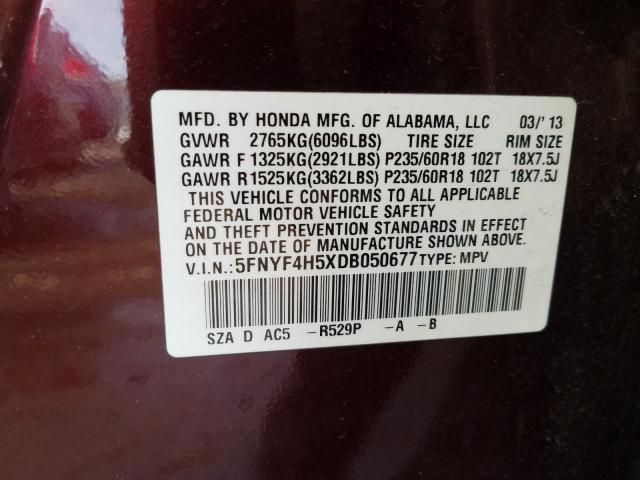 MFD. BY HONDA MFG. OF ALABAMA, LLC 03/'13
GVWR 2765KG(6096LBS) TIRE SIZE RIM SIZE
GAWR F 1325KG(2921LBS) P235/60R18 102T 18X7.5J
GAWR R 1525KG(3362LBS) P235/60R18 102T 18X7.5J
THIS VEHICLE CONFORMS TO ALL APPLICABLE
FEDERAL MOTOR VEHICLE SAFETY
AND THEFT PREVENTION STANDARDS IN EFFECT
ON THE DATE OF MANUFACTURE SHOWN ABOVE.
V.I.N.: 5FNYF4H5XDB050677 TYPE: MPV
SZA D AC5 -R529P -A -B